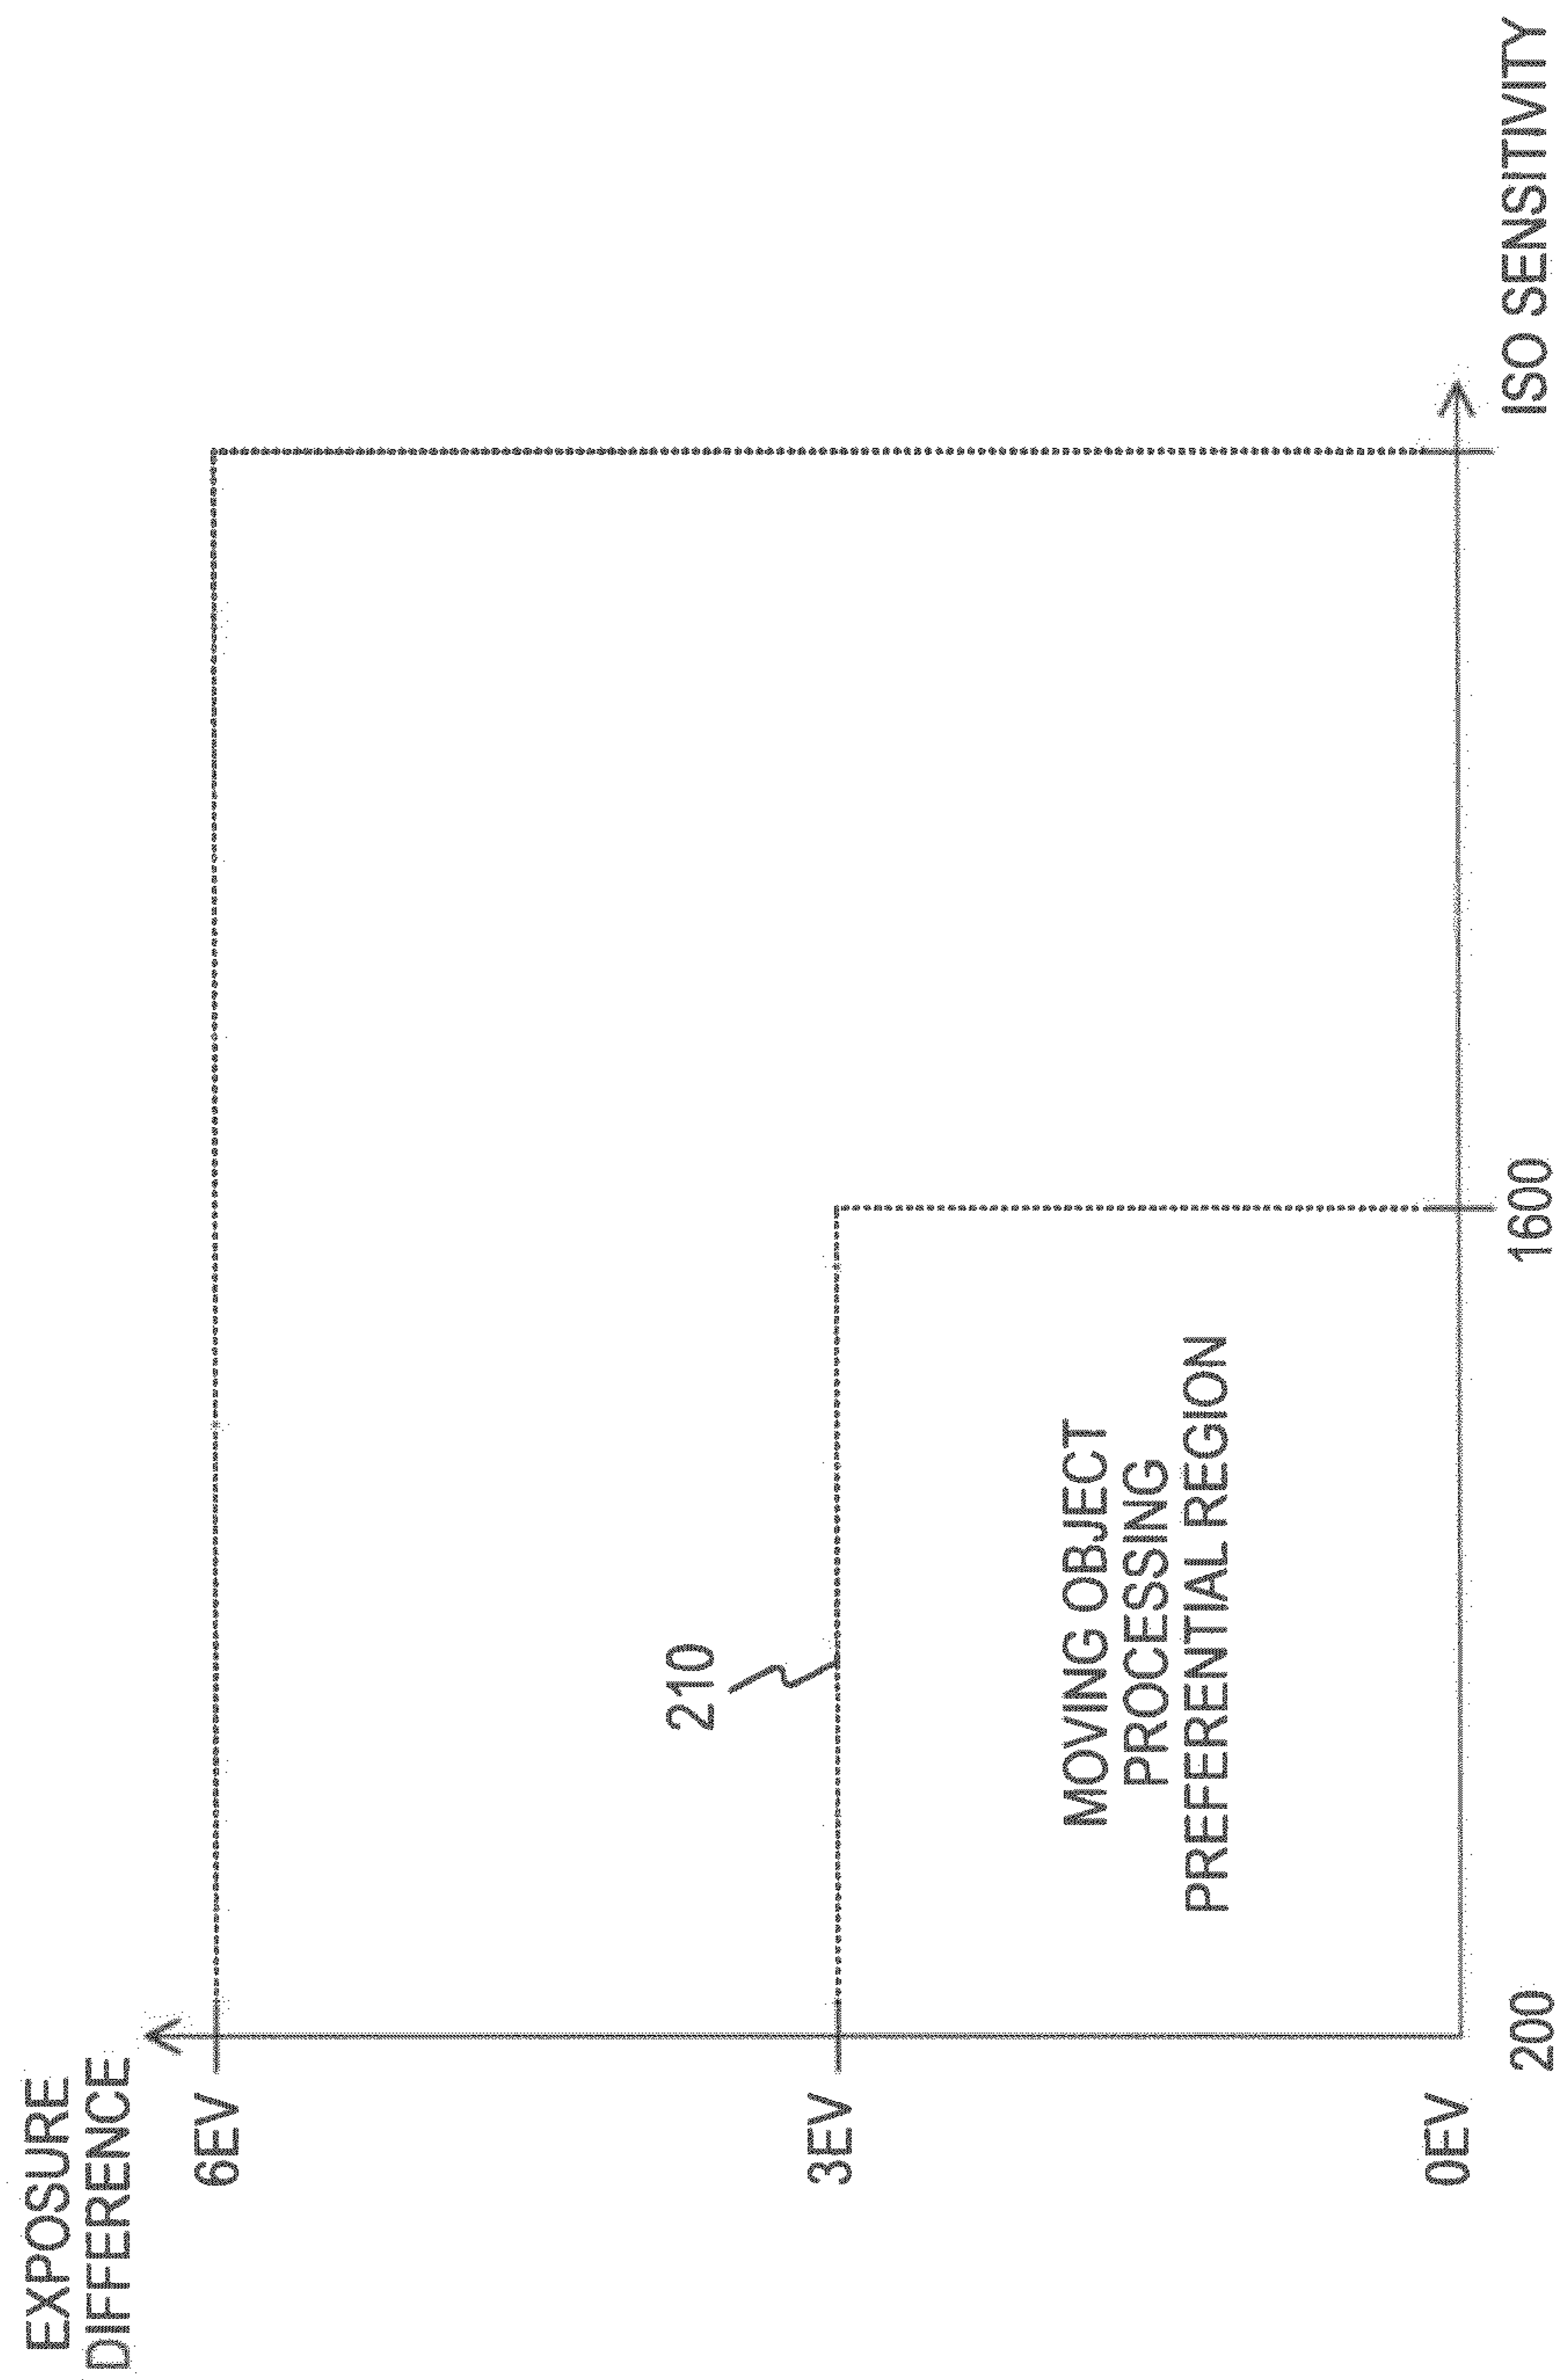 EXPOSURE
DIFFERENCE
6EV
3EV
0EV
210
MOVING OBJECT
PROCESSING
PREFERENTIAL REGION
200
1600
ISO SENSITIVITY